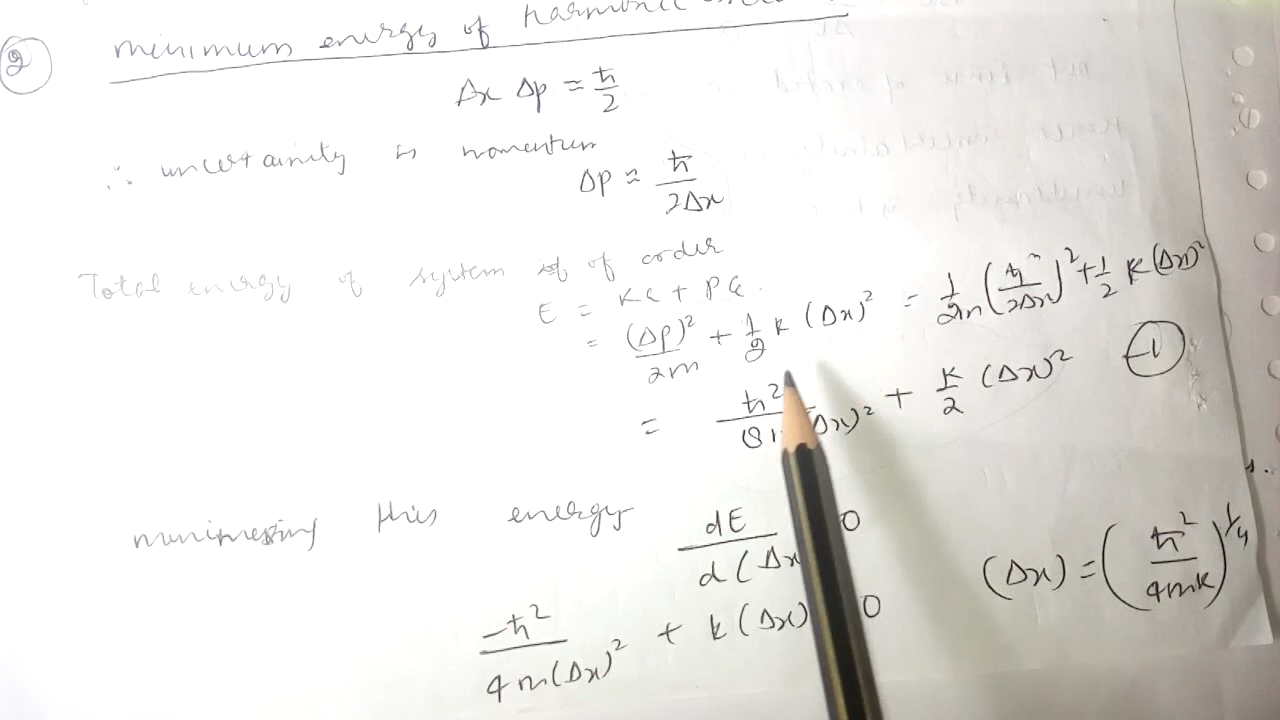 2 minimum energy of harmonic
Δx Δp ≈ ħ/2
∴ uncertainity in momentum
Δp ≈ ħ/2Δx
Total energy of system of order
E = KE + PE.
= (Δp)²/2m + 1/2 k (Δx)² = 1/2m (ħ/2Δx)² + 1/2 k (Δx)²
= ħ²/8m(Δx)² + k/2 (Δx)² —1
this energy dE/d(Δx 0
-ħ²/4m(Δx)² + k(Δx) 0
(Δx) = (ħ²/4mk)^1/4